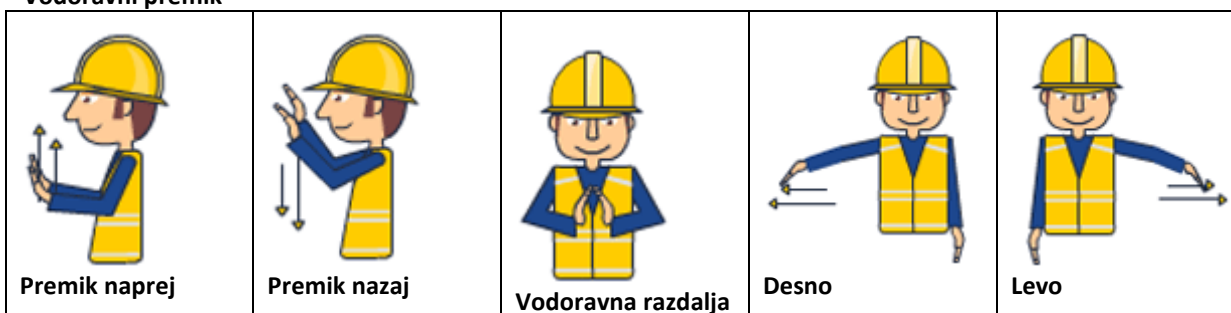 Vodoravni premik
Premik naprej
Premik nazaj
Vodoravna razdalja
Desno
Levo